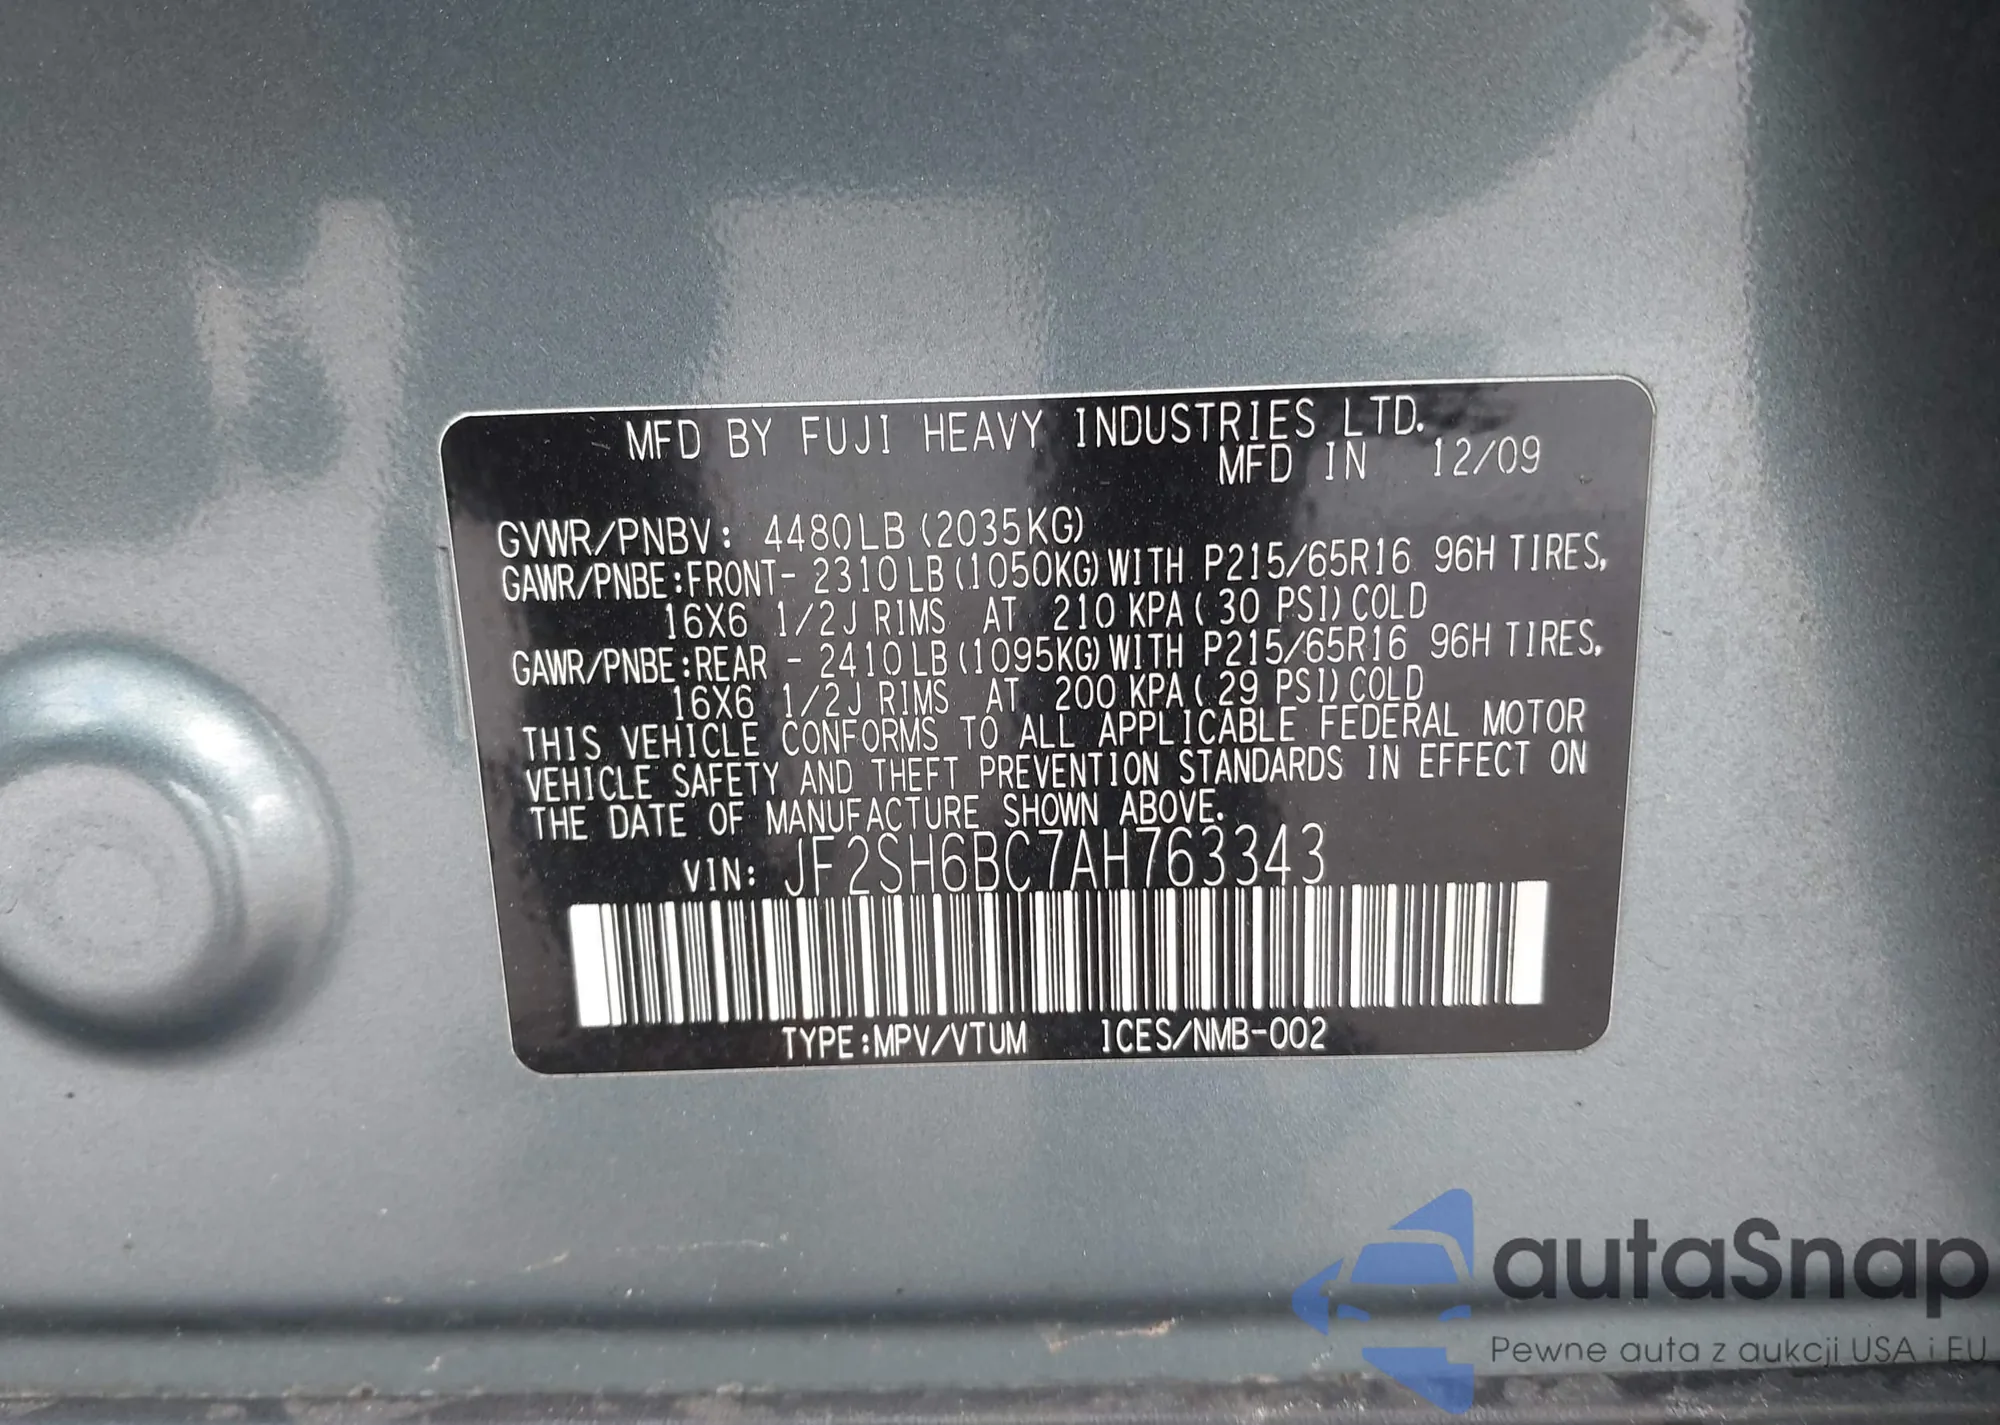 MFD BY FUJI HEAVY INDUSTRIES LTD.
MFD IN 12/09
GVWR/PNBV: 4480LB (2035KG)
GAWR/PNBE:FRONT- 2310LB (1050KG) WITH P215/65R16 96H TIRES,
16X6 1/2J RIMS AT 210 KPA( 30 PSI) COLD
GAWR/PNBE:REAR - 2410LB (1095KG) WITH P215/65R16 96H TIRES,
16X6 1/2J RIMS AT 200 KPA( 29 PSI) COLD
THIS VEHICLE CONFORMS TO ALL APPLICABLE FEDERAL MOTOR
VEHICLE SAFETY AND THEFT PREVENTION STANDARDS IN EFFECT ON
THE DATE OF MANUFACTURE SHOWN ABOVE.
VIN: JF2SH6BC7AH763343
TYPE:MPV/VTUM ICES/NMB-002
autaSnap
Pewne auta z aukcji USA i EU